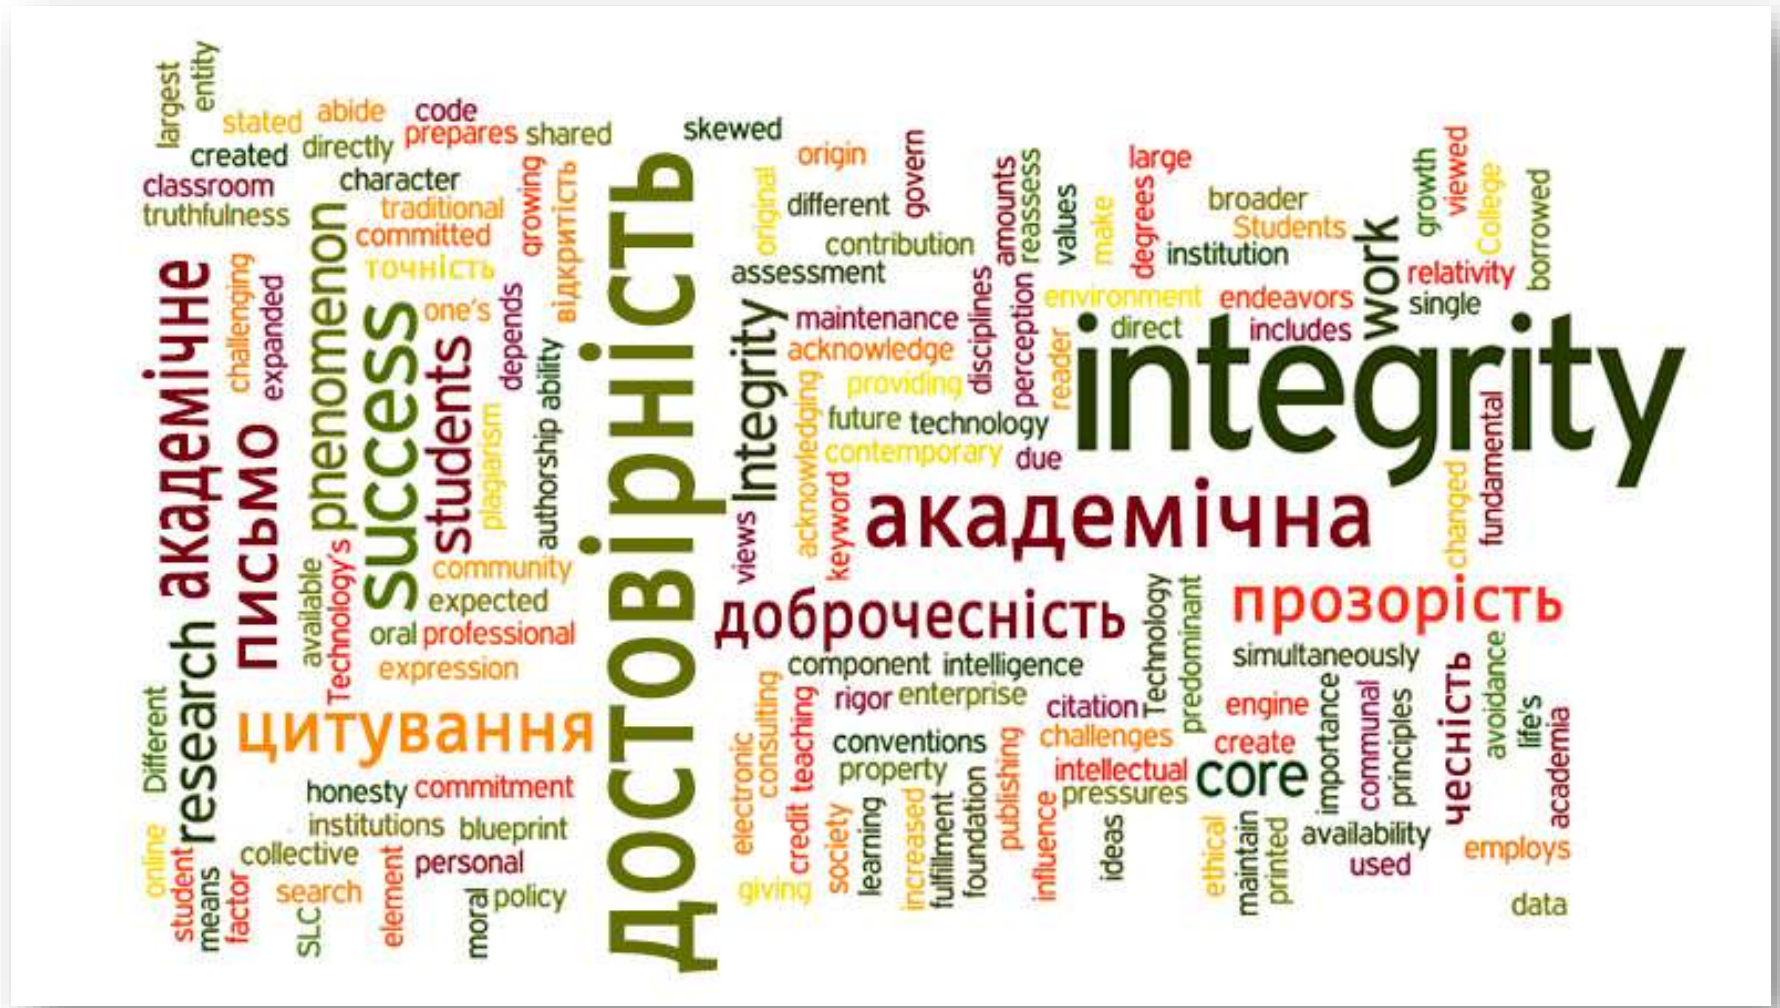 largest
entity
stated
abide
code
created
directly
prepares
shared
classroom
character
truthfulness
traditional
committed
growing
відкритість
точність
академічне
challenging
expanded
письмо
pnenomenon
success
one's
students
depends
plagiarism
authorship
ability
available
Technology's
community
expected
oral
professional
expression
research
Different
цитування
honesty
commitment
institutions
blueprint
collective
personal
online
student
means
factor
search
SLC
element
moral
policy
достовірність
skewed
origin
govern
original
different
contribution
assessment
amounts
reassess
values
make
large
degrees
broader
Students
institution
work
growth
viewed
College
borrowed
relativity
single
Integrity
maintenance
acknowledge
providing
disciplines
perception
environment
endeavors
direct
includes
reader
integrity
acknowledging
future
technology
contemporary
due
keyword
views
академічна
changed
fundamental
доброчесність
прозорість
component
intelligence
Technology
predominant
simultaneously
rigor
enterprise
citation
engine
consulting
teaching
electronic
credit
conventions
challenges
create
property
intellectual
pressures
core
importance
communal
principles
чесність
avoidance
life's
academia
publishing
society
learning
increased
fulfillment
foundation
influence
ideas
giving
ethical
maintain
printed
availability
used
employs
data